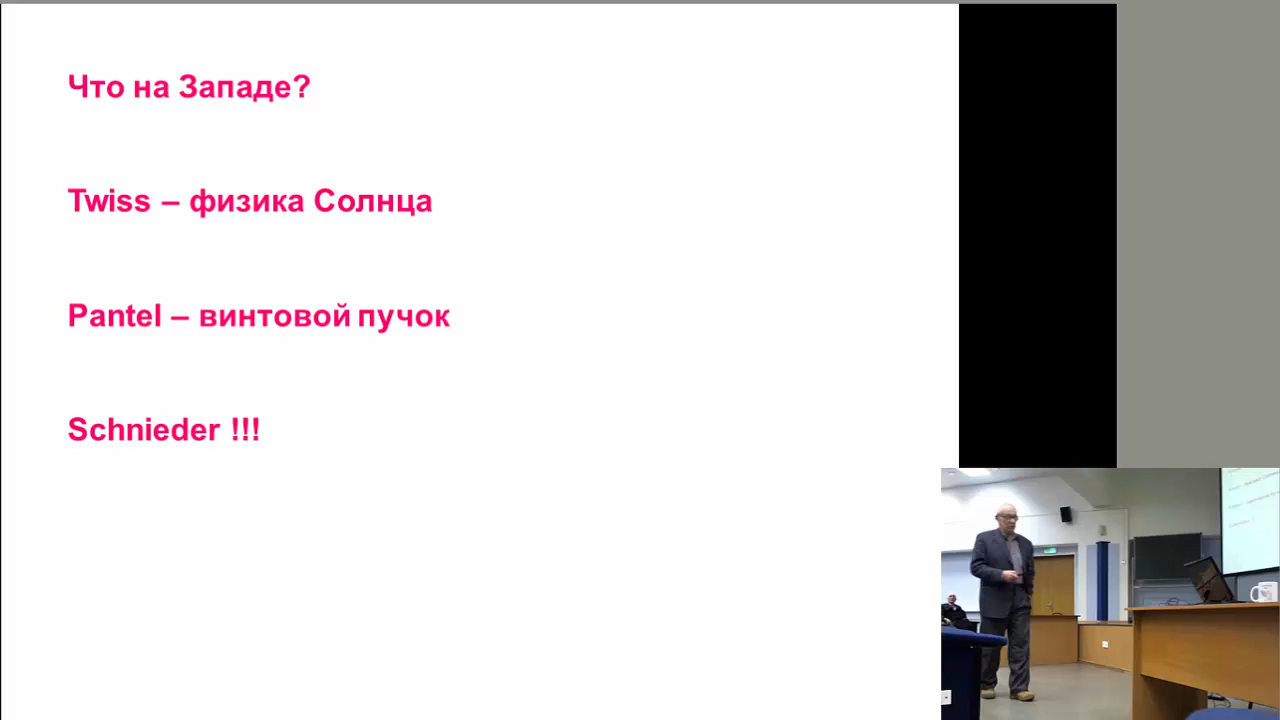 Что на Западе?
Twiss – физика Солнца
Pantel – винтовой пучок
Schnieder !!!